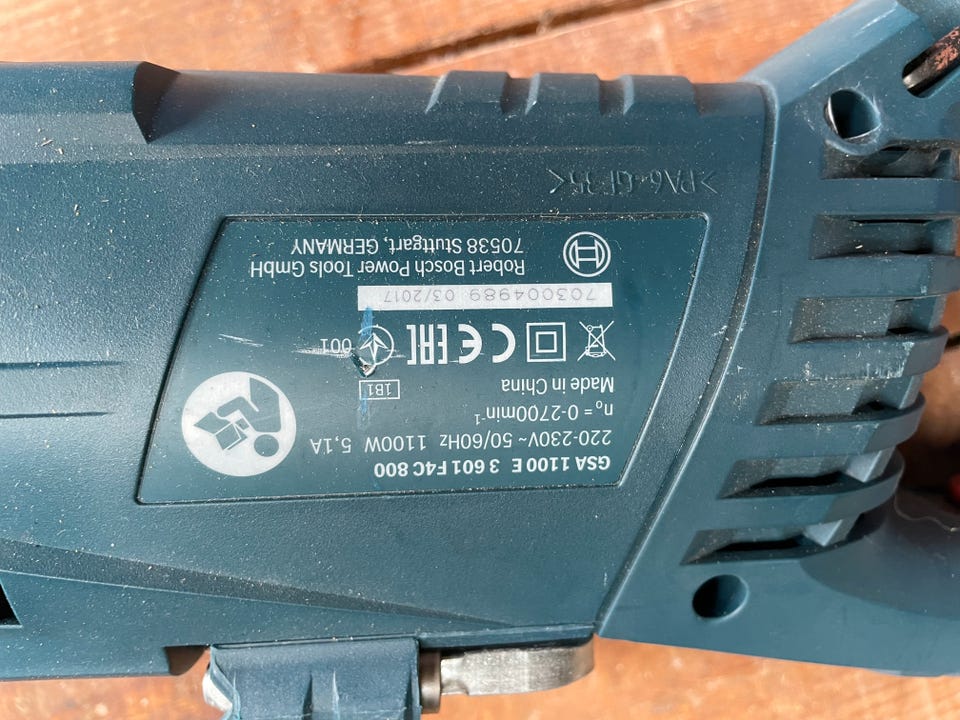 GSA 1100 E 3 601 F4C 800
220-230V ~ 50/60Hz 1100W 5,1A
n₀ = 0-2700min⁻¹
Made in China
1B1
CE EAC 001
703004989 03/2017
Robert Bosch Power Tools GmbH
70538 Stuttgart, GERMANY
>PA6-GF35<